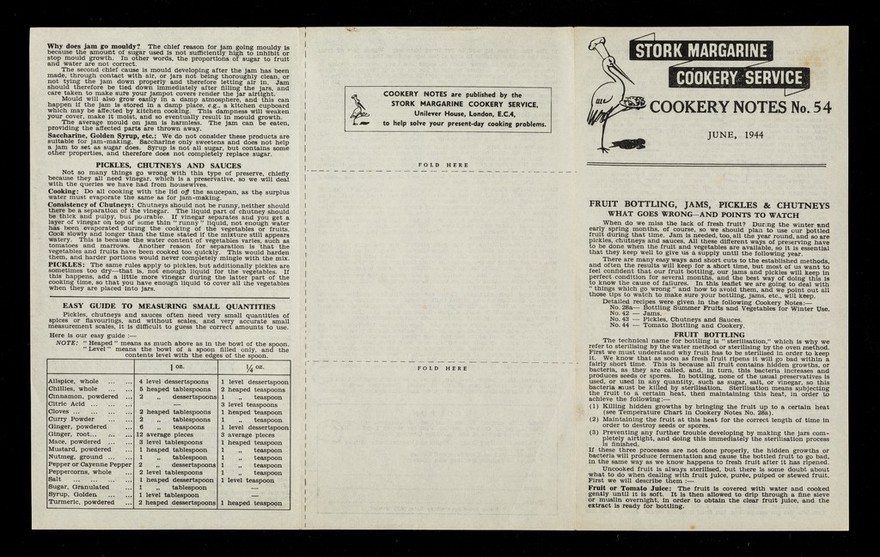 Why does jam go mouldy? The chief reason for jam going mouldy is
because the amount of sugar used is not sufficiently high to inhibit or
stop mould growth. In other words, the proportions of sugar to fruit
and water are not correct.
The second chief cause is mould developing after the jam has been
made, through contact with air, or jars not being thoroughly clean, or
not tying the jam down properly and therefore letting air in. Jam
should therefore be tied down immediately after filling the jars, and
care taken to make sure your jampot covers render the jar airtight.
Mould will also grow easily in a damp atmosphere, and this can
happen if the jam is stored in a damp place, e.g., a kitchen cupboard
which may be affected by kitchen cooking. This dampness will weaken
your cover, make it moist, and so eventually result in mould growth.
The average mould on jam is harmless. The jam can be eaten,
providing the affected parts are thrown away.
Saccharine, Golden Syrup, etc.: We do not consider these products are
suitable for jam-making. Saccharine only sweetens and does not help
a jam to set as sugar does. Syrup is not all sugar, but contains some
other properties, and therefore does not completely replace sugar.
PICKLES, CHUTNEYS AND SAUCES
Not so many things go wrong with this type of preserve, chiefly
because they all need vinegar, which is a preservative, so we will deal
with the queries we have had from housewives.
Cooking: Do all cooking with the lid off the saucepan, as the surplus
water must evaporate the same as for jam-making.
Consistency of Chutneys: Chutneys should not be runny, neither should
there be a separation of the vinegar. The liquid part of chutney should
be thick and pulpy, but pourable. If vinegar separates and you get a
layer of vinegar on top of some thin "runny" liquid, not enough water
has been evaporated during the cooking of the vegetables or fruits.
Cook slowly and longer than the time stated if the mixture still appears
watery. This is because the water content of vegetables varies, such as
tomatoes and marrows. Another reason for separation is that the
vegetables and fruits have been cooked too quickly. This would harden
them, and harder portions would never completely mingle with the mix.
PICKLES: The same rules apply to pickles, but additionally pickles are
sometimes too dry—that is, not enough liquid for the vegetables. If
this happens, add a little more vinegar during the latter part of the
cooking time, so that you have enough liquid to cover all the vegetables
when they are placed into jars.
EASY GUIDE TO MEASURING SMALL QUANTITIES
Pickles, chutneys and sauces often need very small quantities of
spices or flavourings, and without scales, and very accurate small
measurement scales, it is difficult to guess the correct amounts to use.
Here is our easy guide :—
NOTE: "Heaped" means as much above as in the bowl of the spoon.
"Level" means the bowl of a spoon filled only, and the
contents level with the edges of the spoon.
1 oz. ¼ oz.
Allspice, whole ... ... 4 level dessertspoons 1 level dessertspoon
Chillies, whole ... ... 5 heaped tablespoons 2 heaped teaspoons
Cinnamon, powdered ... 2 „ dessertspoons 1 „ teaspoon
Citric Acid ... ... ... — 3 level teaspoons
Cloves ... ... ... ... 2 heaped tablespoons 1 heaped teaspoon
Curry Powder ... ... 2 „ tablespoons 1 „ teaspoon
Ginger, powdered ... 6 „ teaspoons 1 level dessertspoon
Ginger, root... ... ... 12 average pieces 3 average pieces
Mace, powdered ... ... 3 level tablespoons 1 heaped teaspoon
Mustard, powdered ... 1 heaped tablespoon 1 „ teaspoon
Nutmeg, ground ... ... 1 „ tablespoon 1 „ teaspoon
Pepper or Cayenne Pepper 2 „ dessertspoons 1 „ teaspoon
Peppercorns, whole ... 2 level tablespoons 1 „ teaspoon
Salt ... ... ... ... 1 heaped dessertspoon 1 level teaspoon
Sugar, Granulated ... 1 „ tablespoon —
Syrup, Golden ... ... 1 level tablespoon —
Turmeric, powdered ... 2 heaped dessertspoons 1 heaped teaspoon
COOKERY NOTES are published by the
STORK MARGARINE COOKERY SERVICE,
Unilever House, London, E.C.4,
to help solve your present-day cooking problems.
FOLD HERE
FOLD HERE
STORK MARGARINE
COOKERY SERVICE
COOKERY NOTES No. 54
JUNE, 1944
FRUIT BOTTLING, JAMS, PICKLES & CHUTNEYS
WHAT GOES WRONG—AND POINTS TO WATCH
When do we miss the lack of fresh fruit? During the winter and
early spring months, of course, so we should plan to use our bottled
fruit during that time. Jam is needed, too, all the year round, and so are
pickles, chutneys and sauces. All these different ways of preserving have
to be done when the fruit and vegetables are available, so it is essential
that they keep well to give us a supply until the following year.
There are many easy ways and short cuts to the established methods,
and often the results will keep for a short time, but most of us want to
feel confident that our fruit bottling, our jams and pickles will keep in
perfect condition for several months, and the best way of doing this is
to know the cause of failures. In this leaflet we are going to deal with
"things which go wrong" and how to avoid them, and we point out all
those tips to watch to make sure your bottling, jams, etc., will keep.
Detailed recipes were given in the following Cookery Notes:—
No. 28a— Bottling Summer Fruits and Vegetables for Winter Use.
No. 42 — Jams.
No. 43 — Pickles, Chutneys and Sauces.
No. 44 — Tomato Bottling and Cookery.
FRUIT BOTTLING
The technical name for bottling is "sterilisation," which is why we
refer to sterilising by the water method or sterilising by the oven method.
First we must understand why fruit has to be sterilised in order to keep
it. We know that as soon as fresh fruit ripens it will go bad within a
fairly short time. This is because all fruit contains hidden growths, or
bacteria, as they are called, and, in turn, this bacteria increases and
produces seeds or spores. In bottling, none of the usual preservatives is
used, or used in any quantity, such as sugar, salt, or vinegar, so this
bacteria must be killed by sterilisation. Sterilisation means subjecting
the fruit to a certain heat, then maintaining this heat, in order to
achieve the following:—
(1) Killing hidden growths by bringing the fruit up to a certain heat
(see Temperature Chart in Cookery Notes No. 28a).
(2) Maintaining the fruit at this heat for the correct length of time in
order to destroy seeds or spores.
(3) Preventing any further trouble developing by making the jars com-
pletely airtight, and doing this immediately the sterilisation process
is finished.
If these three processes are not done properly, the hidden growths or
bacteria will produce fermentation and cause the bottled fruit to go bad,
in the same way as we know happens to fresh fruit after it has ripened.
Uncooked fruit is always sterilised, but there is some doubt about
what to do when dealing with fruit juice, purée, pulped or stewed fruit.
First we will describe them :—
Fruit or Tomato Juice: The fruit is covered with water and cooked
gently until it is soft. It is then allowed to drip through a fine sieve
or muslin overnight, in order to obtain the clear fruit juice, and the
extract is ready for bottling.